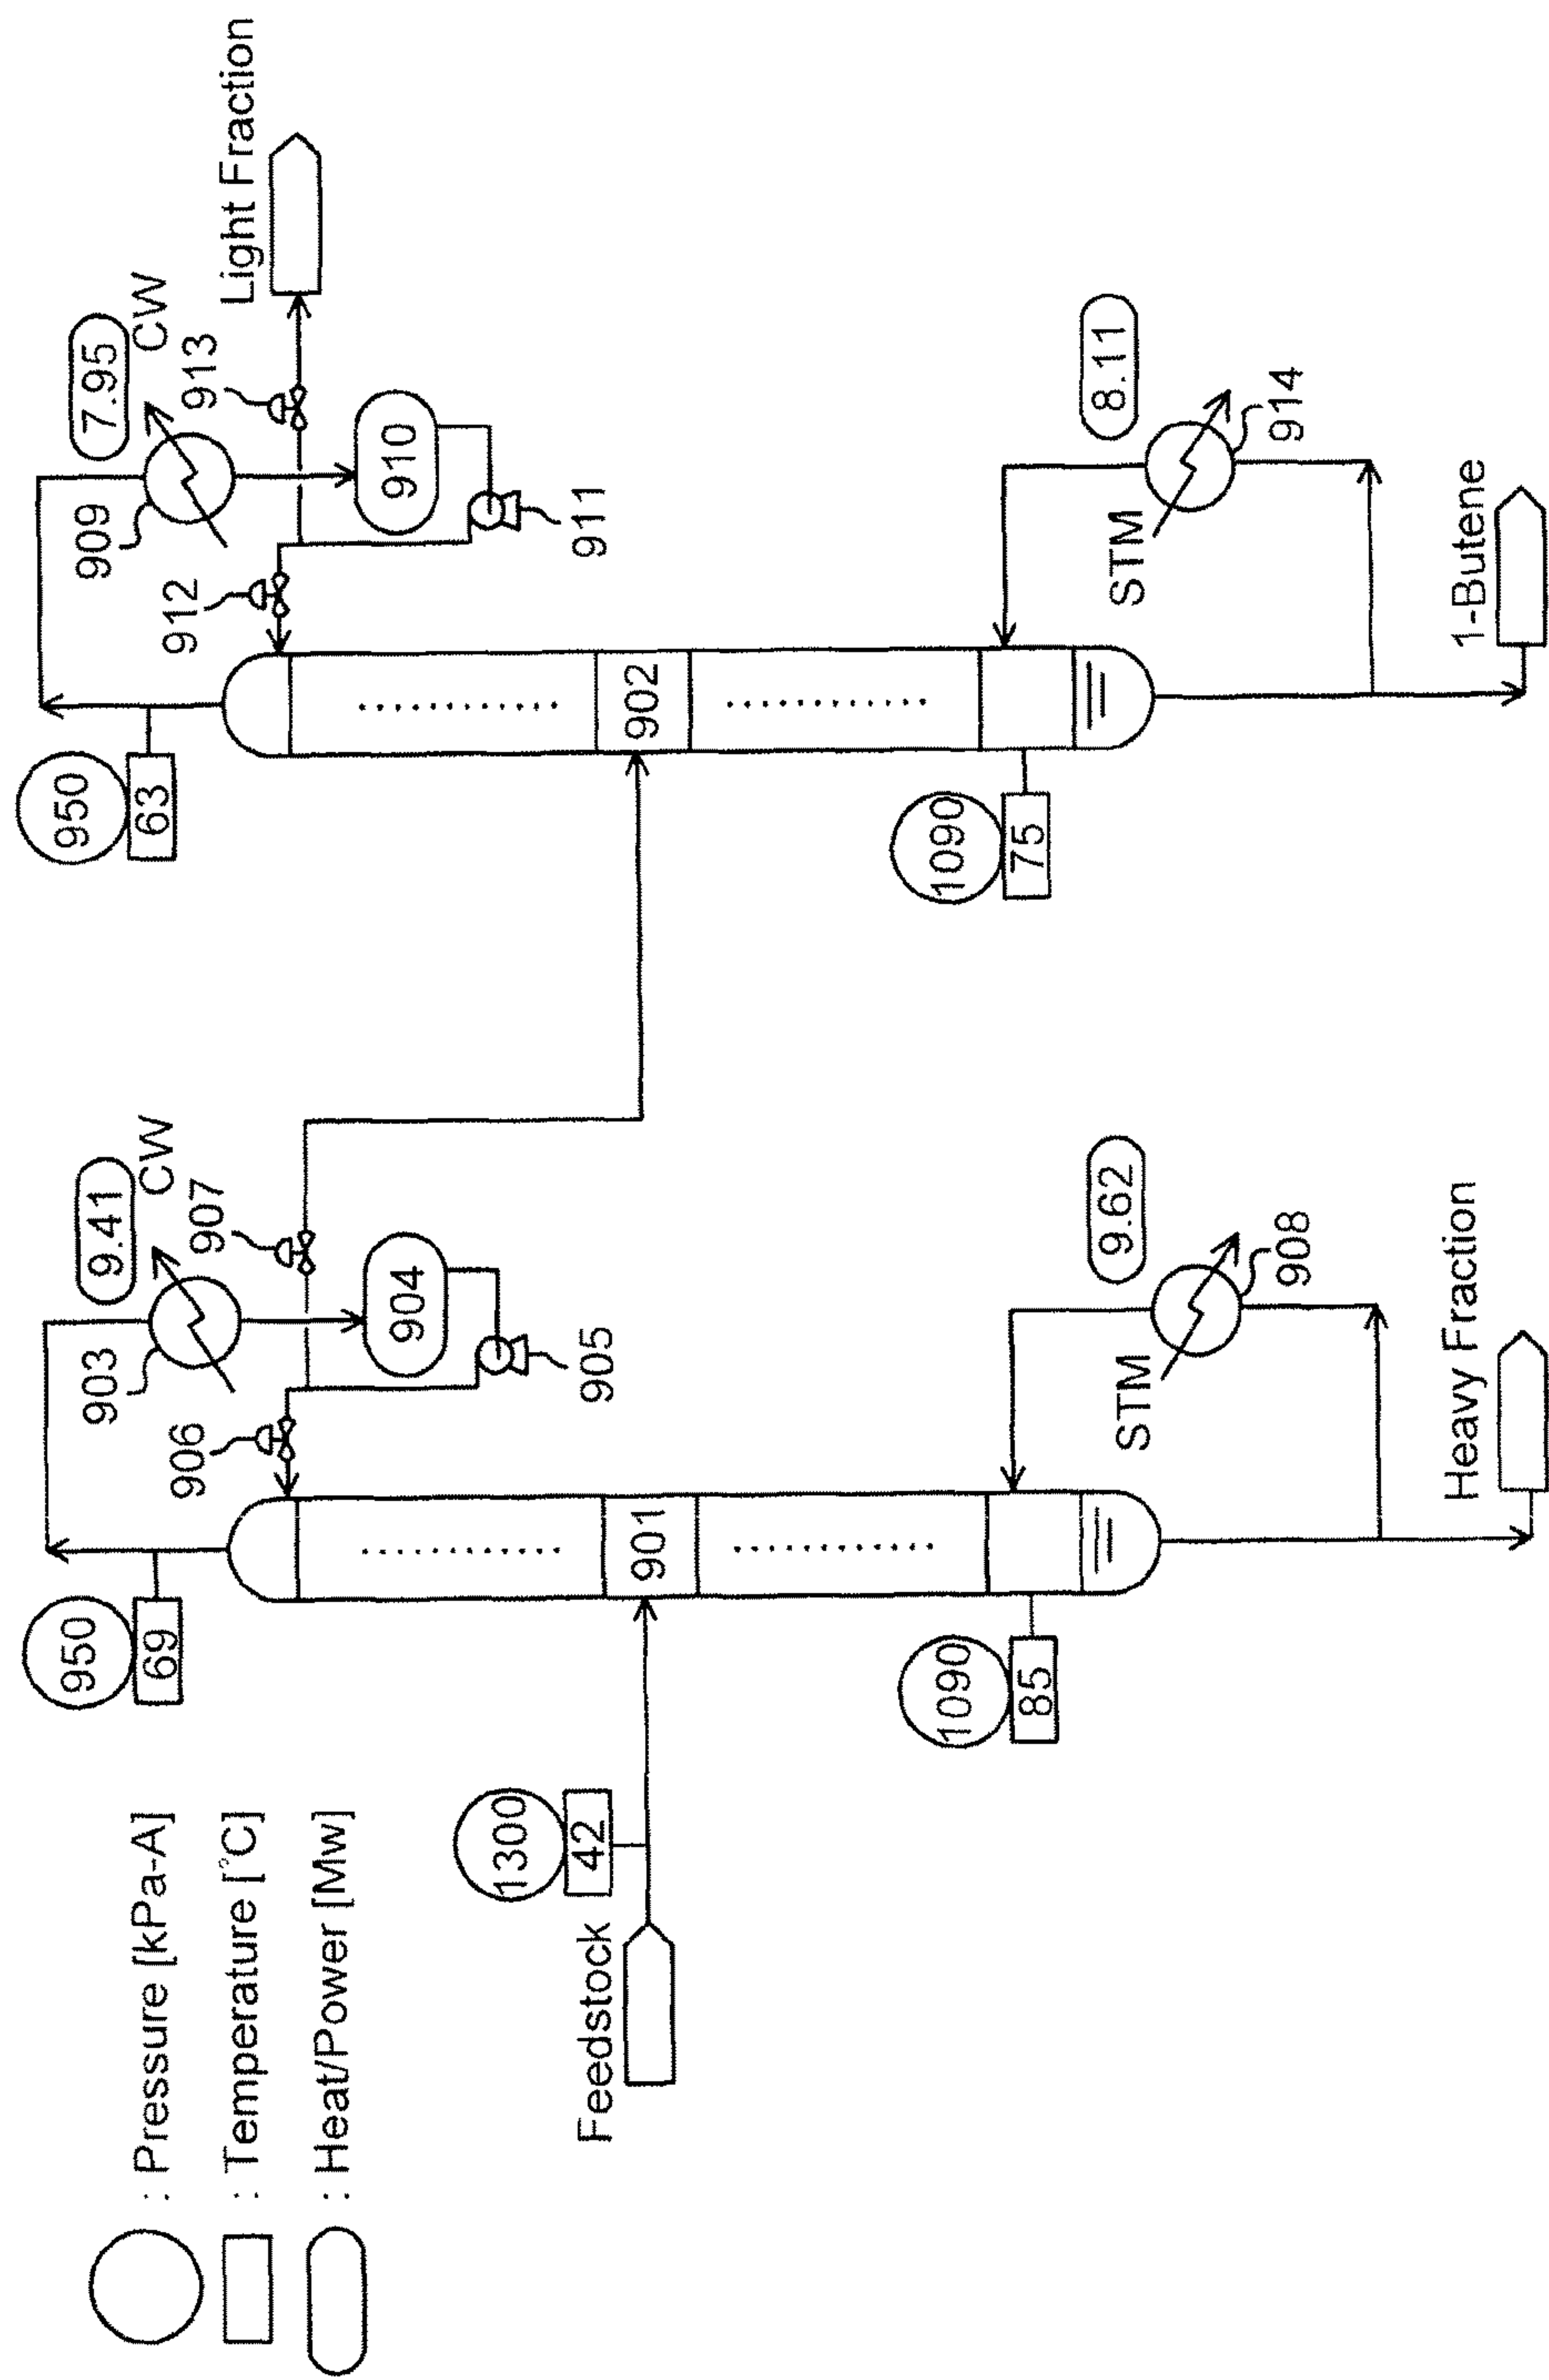 : Pressure [kPa-A]
: Temperature [°C]
: Heat/Power [Mw]
Feedstock
1300
42
950
69
903
9.41
CW
906
907
904
905
901
1090
85
STM
9.62
908
Heavy Fraction
950
63
909
7.95
CW
912
913
Light Fraction
910
911
902
1090
75
STM
8.11
914
1-Butene